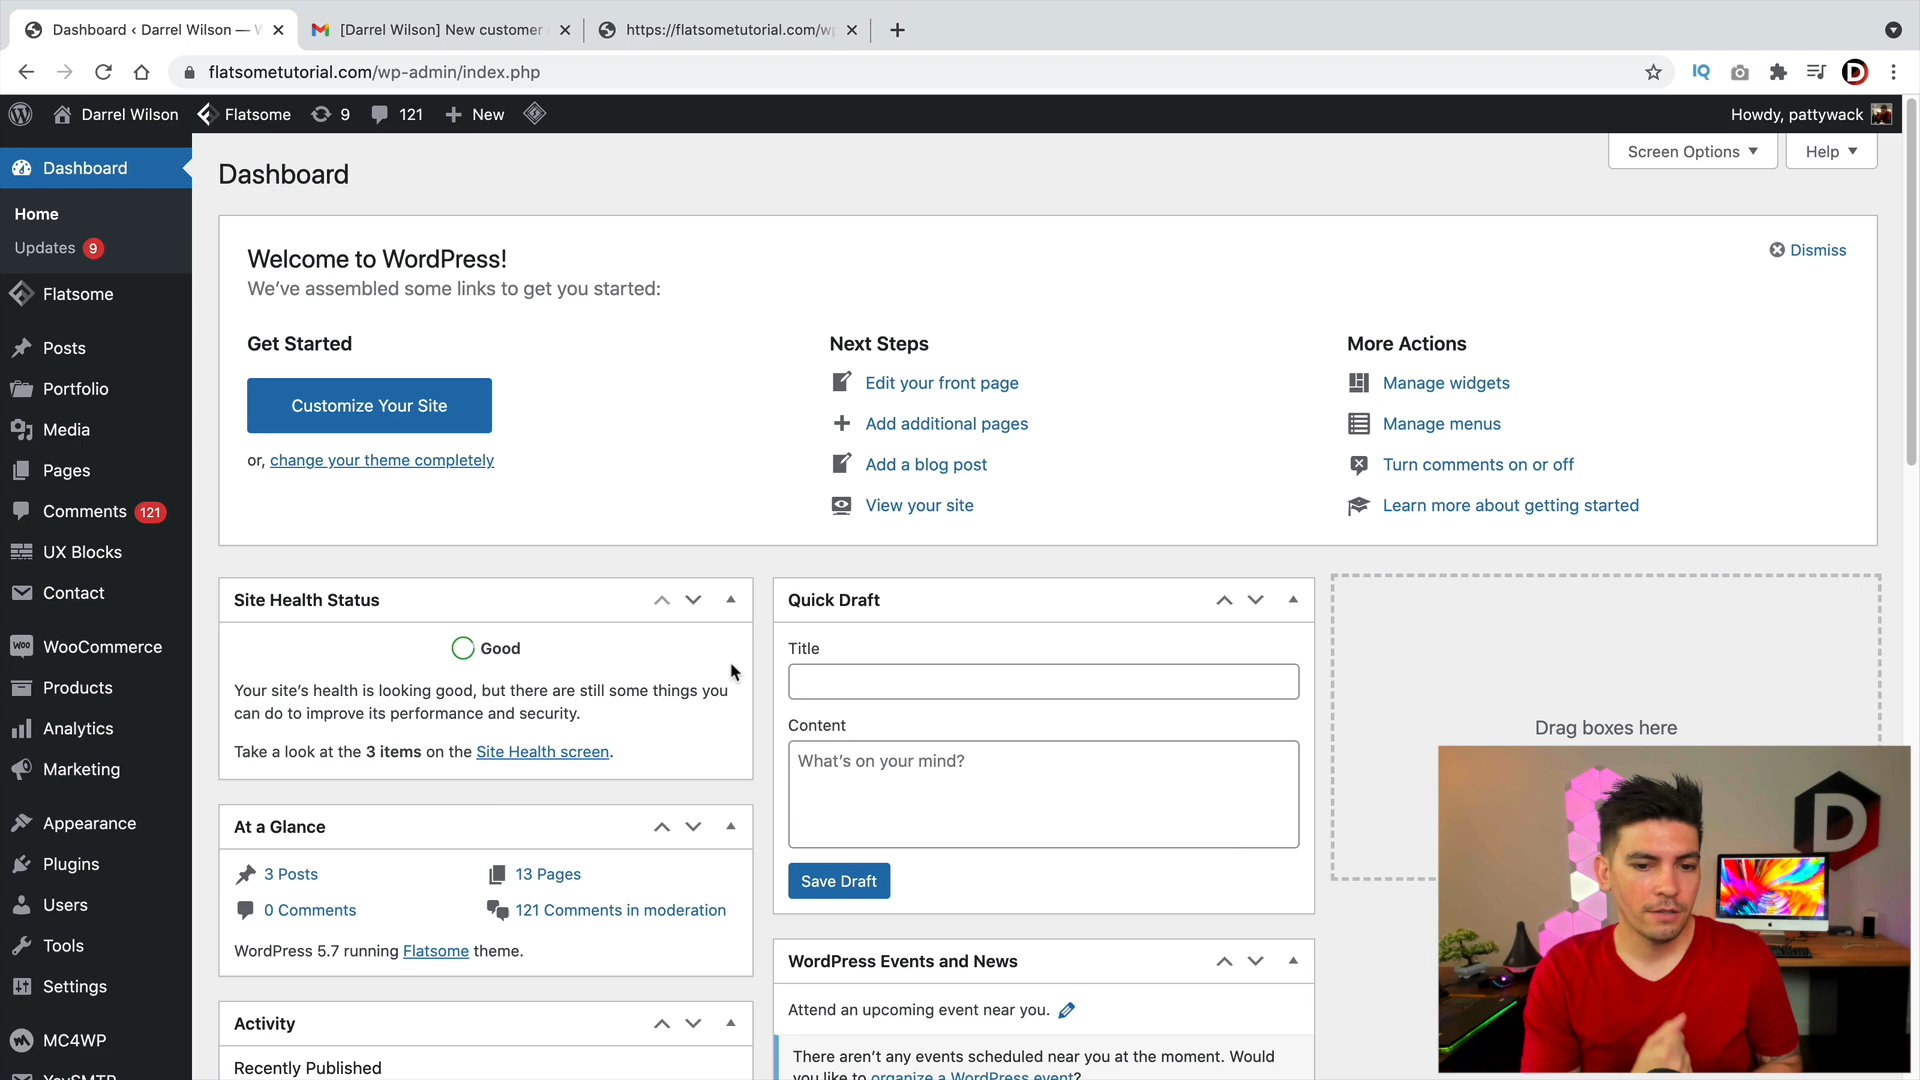 Dashboard ‹ Darrel Wilson — W
[Darrel Wilson] New customer
https://flatsometutorial.com/wp
flatsometutorial.com/wp-admin/index.php
IQ
D
Darrel Wilson
Flatsome
9
121
New
Howdy, pattywack
Dashboard
Home
Updates 9
Flatsome
Posts
Portfolio
Media
Pages
Comments 121
UX Blocks
Contact
WooCommerce
Products
Analytics
Marketing
Appearance
Plugins
Users
Tools
Settings
MC4WP
YaySMTP
Screen Options
Help
Dashboard
Welcome to WordPress!
Dismiss
We've assembled some links to get you started:
Get Started
Customize Your Site
or, change your theme completely
Next Steps
Edit your front page
Add additional pages
Add a blog post
View your site
More Actions
Manage widgets
Manage menus
Turn comments on or off
Learn more about getting started
Site Health Status
Good
Your site's health is looking good, but there are still some things you
can do to improve its performance and security.
Take a look at the 3 items on the Site Health screen.
At a Glance
3 Posts
13 Pages
0 Comments
121 Comments in moderation
WordPress 5.7 running Flatsome theme.
Activity
Recently Published
Quick Draft
Title
Content
What's on your mind?
Save Draft
WordPress Events and News
Attend an upcoming event near you.
There aren't any events scheduled near you at the moment. Would
you like to organize a WordPress event?
Drag boxes here
D